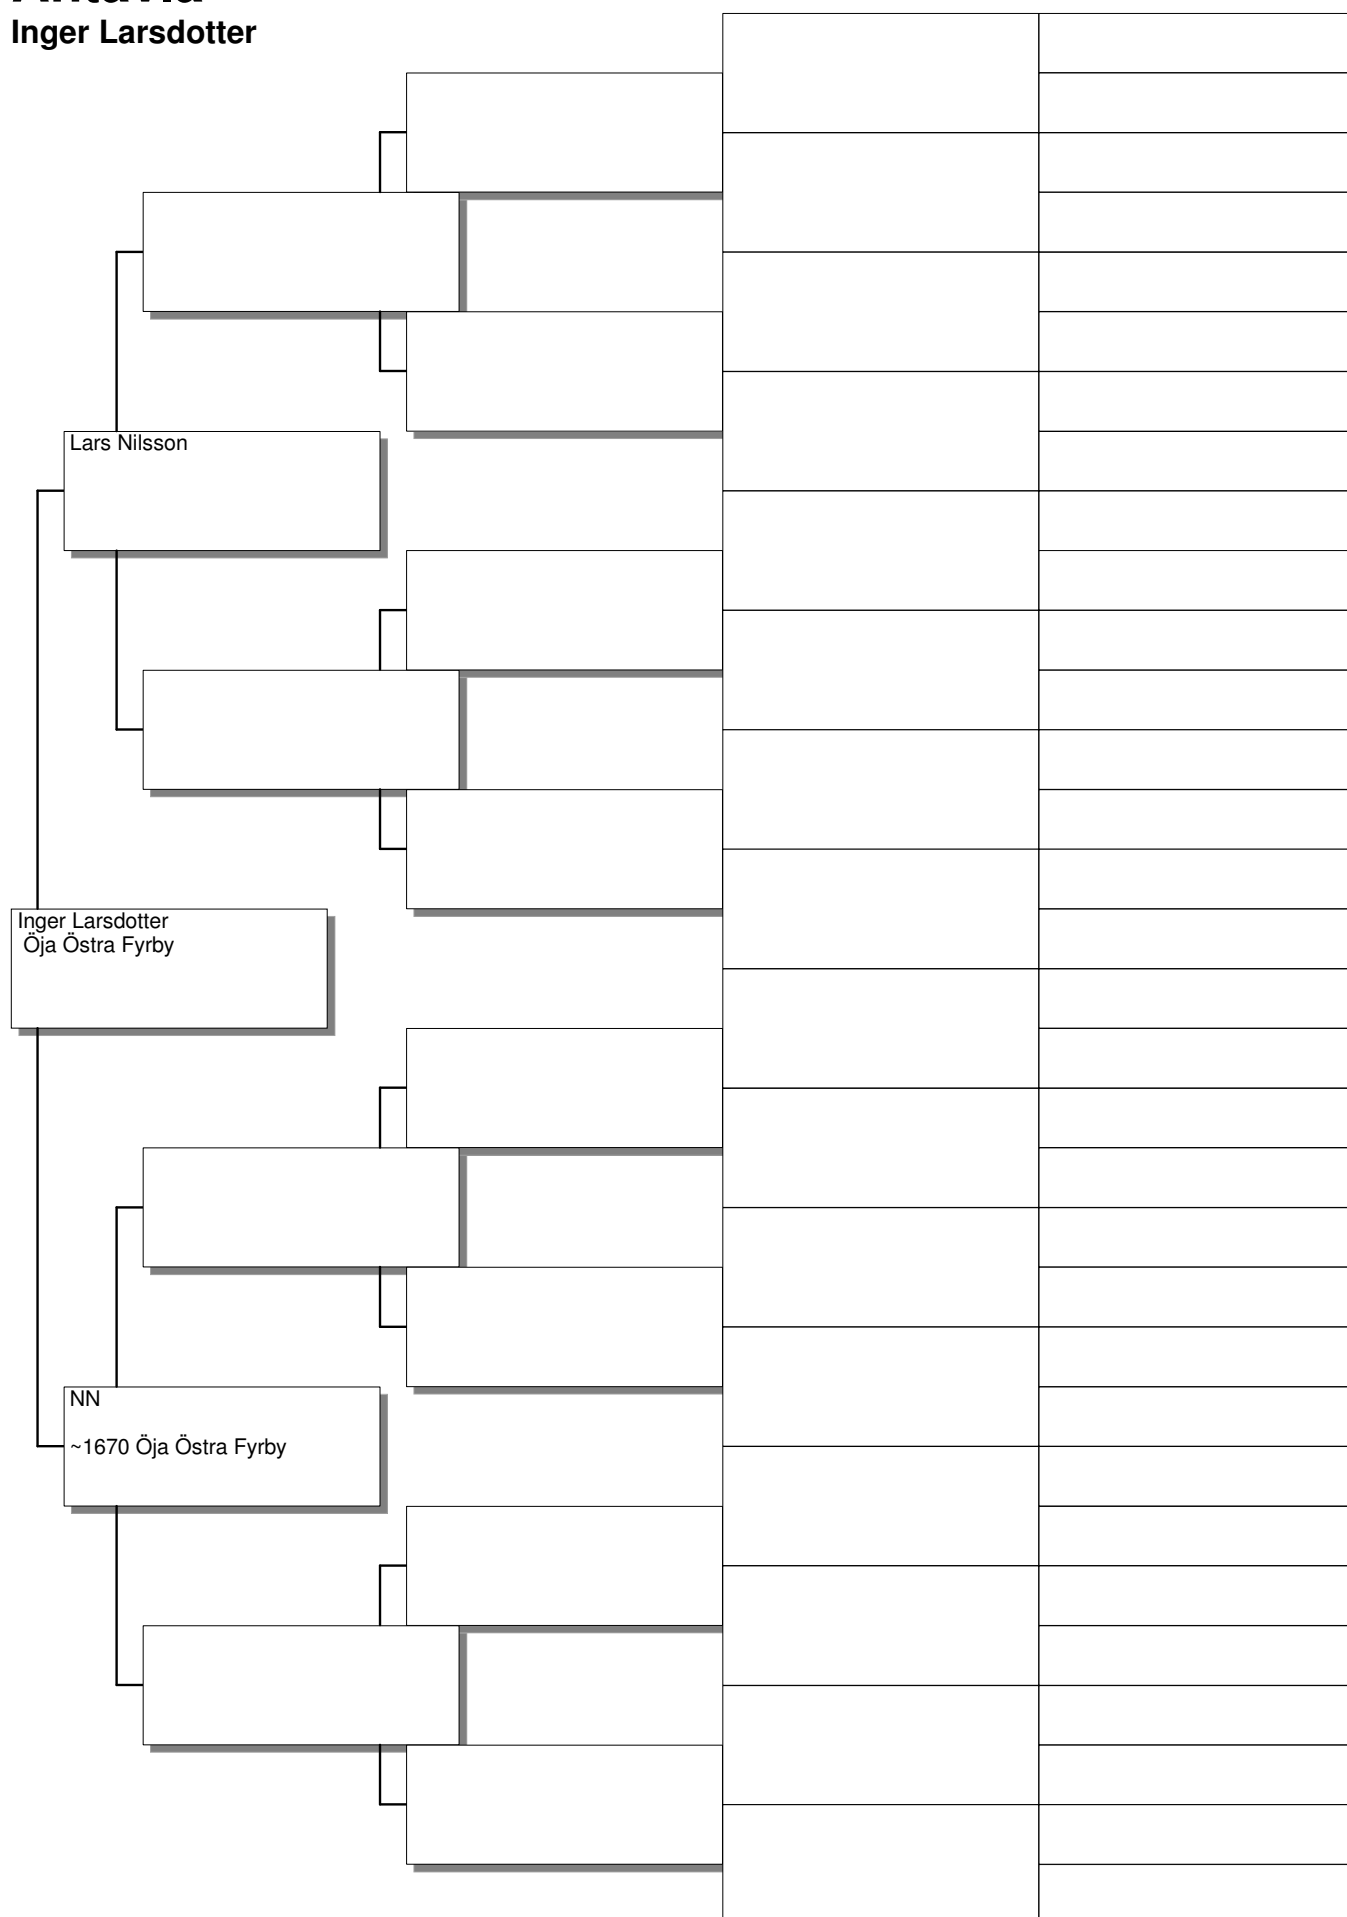 Inger Larsdotter
Lars Nilsson
Inger Larsdotter
Öja Östra Fyrby
NN
~1670 Öja Östra Fyrby